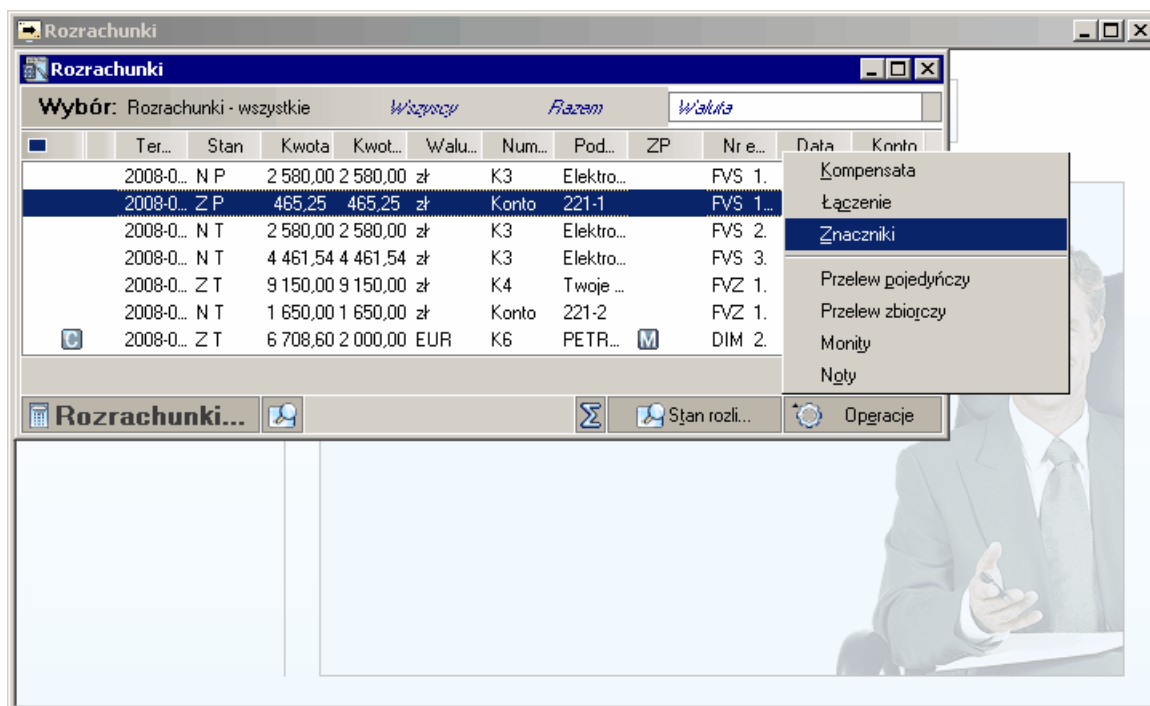 Rozrachunki
Rozrachunki
Wybór: Rozrachunki - wszystkie Wszyscy Razem Waluta
Ter... Stan Kwota Kwot... Walu... Num... Pod... ZP Nr e... Data Konto
2008-0... N P 2 580,00 2 580,00 zł K3 Elektro... FVS 1.
2008-0... Z P 465,25 465,25 zł Konto 221-1 FVS 1...
2008-0... N T 2 580,00 2 580,00 zł K3 Elektro... FVS 2.
2008-0... N T 4 461,54 4 461,54 zł K3 Elektro... FVS 3.
2008-0... Z T 9 150,00 9 150,00 zł K4 Twoje ... FVZ 1.
2008-0... N T 1 650,00 1 650,00 zł Konto 221-2 FVZ 1.
C 2008-0... Z T 6 708,60 2 000,00 EUR K6 PETR... M DIM 2.
Kompensata
Łączenie
Znaczniki
Przelew pojedyńczy
Przelew zbiorczy
Monity
Noty
Rozrachunki... Σ Stan rozli... Operacje